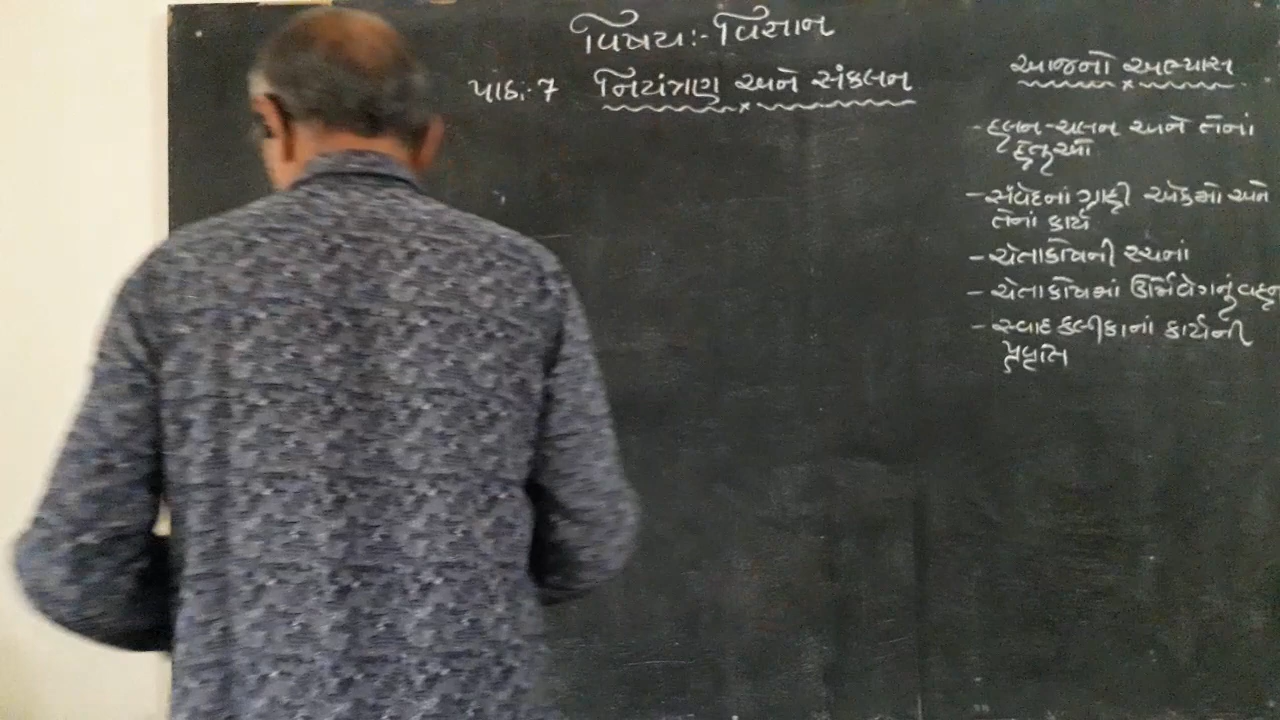 વિષય:- વિજ્ઞાન
પાઠ:-7 નિયંત્રણ અને સંકલન
આજનો અભ્યાસ
- હલન-ચલન અને તેનાં
હેતુઓ
- સંવેદનાં ગ્રાહી એકમો અને
તેનાં કાર્ય
- ચેતાકોષની રચનાં
- ચેતાકોષમાં ઊર્મિવેગનું વહન
- સ્વાદ કલીકાનાં કાર્યની
પ્રવૃતિ